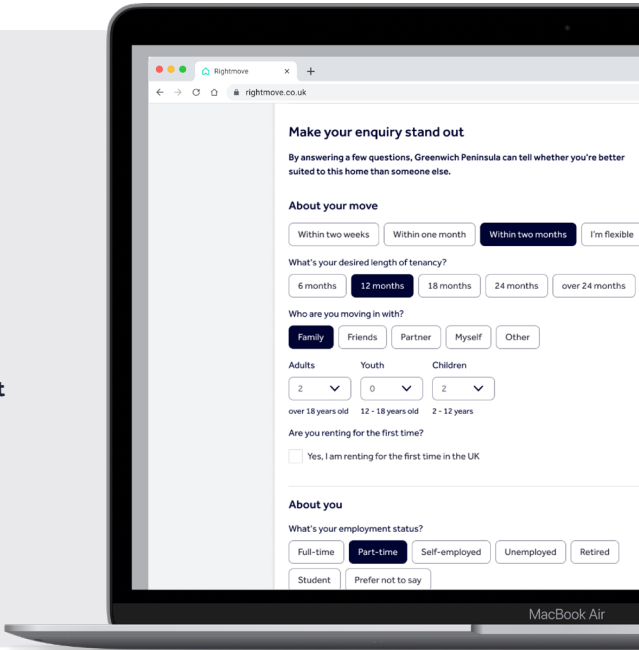 Rightmove
rightmove.co.uk
Make your enquiry stand out
By answering a few questions, Greenwich Peninsula can tell whether you're better
suited to this home than someone else.
About your move
Within two weeks Within one month Within two months I'm flexible
What's your desired length of tenancy?
6 months 12 months 18 months 24 months over 24 months
Who are you moving in with?
Family Friends Partner Myself Other
Adults Youth Children
2 0 2
over 18 years old 12 - 18 years old 2 - 12 years
Are you renting for the first time?
Yes, I am renting for the first time in the UK
About you
What's your employment status?
Full-time Part-time Self-employed Unemployed Retired
Student Prefer not to say
MacBook Air